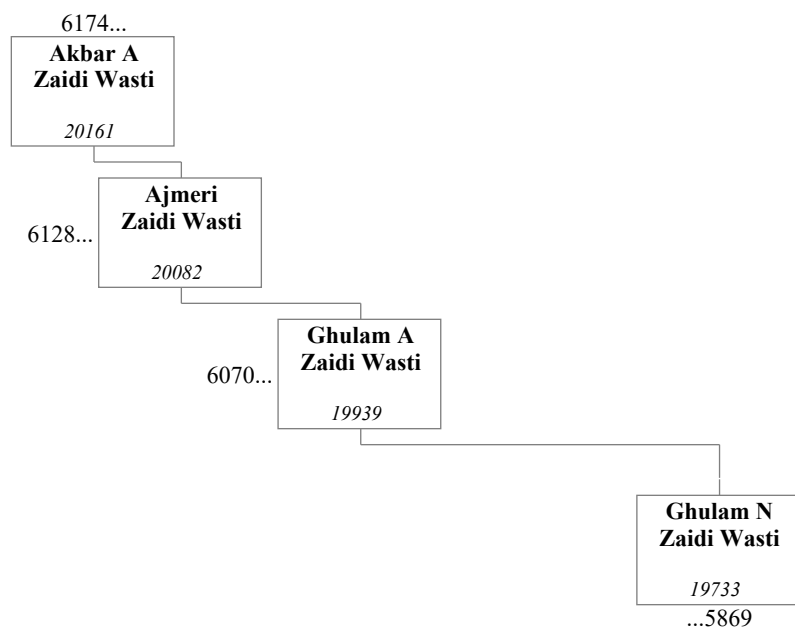 6174...
Akbar A
Zaidi Wasti
20161
Ajmeri
Zaidi Wasti
6128...
20082
Ghulam A
Zaidi Wasti
6070...
19939
Ghulam N
Zaidi Wasti
19733
...5869